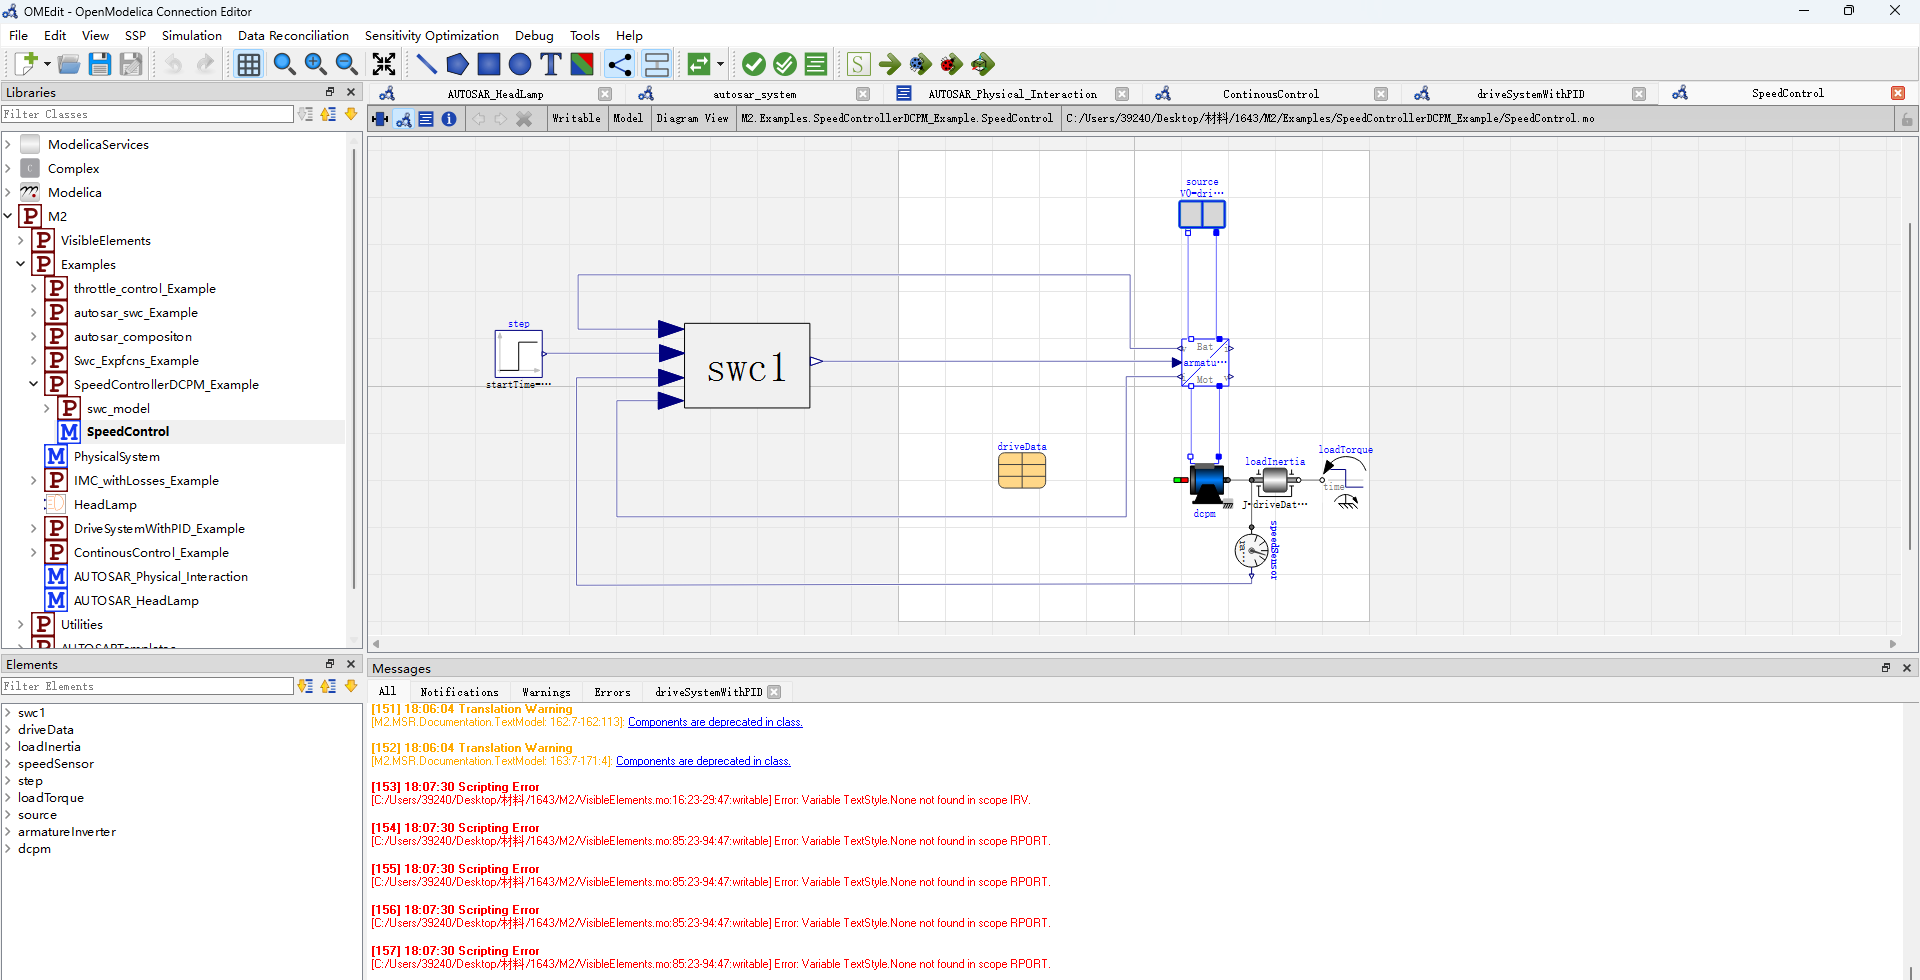 OMEdit - OpenModelica Connection Editor
File Edit View SSP Simulation Data Reconciliation Sensitivity Optimization Debug Tools Help
Libraries
Filter Classes
ModelicaServices
Complex
Modelica
M2
VisibleElements
Examples
throttle_control_Example
autosar_swc_Example
autosar_compositon
Swc_Expfcns_Example
SpeedControllerDCPM_Example
swc_model
SpeedControl
PhysicalSystem
IMC_withLosses_Example
HeadLamp
DriveSystemWithPID_Example
ContinousControl_Example
AUTOSAR_Physical_Interaction
AUTOSAR_HeadLamp
Utilities
Elements
Filter Elements
swc1
driveData
loadInertia
speedSensor
step
loadTorque
source
armatureInverter
dcpm
AUTOSAR_HeadLamp autosar_system AUTOSAR_Physical_Interaction ContinousControl driveSystemWithPID SpeedControl
Writable Model Diagram View M2.Examples.SpeedControllerDCPM_Example.SpeedControl C:/Users/39240/Desktop/材料/1643/M2/Examples/SpeedControllerDCPM_Example/SpeedControl.mo
source
V0=dri...
step
startTime=...
swc1
Bat
armatu...
Mot
driveData
dcpm
loadInertia
J=driveDat...
loadTorque
time
speedSensor
Messages
All Notifications Warnings Errors driveSystemWithPID
[151] 18:06:04 Translation Warning
[M2.MSR.Documentation.TextModel: 162:7-162:113]: Components are deprecated in class.
[152] 18:06:04 Translation Warning
[M2.MSR.Documentation.TextModel: 163:7-171:4]: Components are deprecated in class.
[153] 18:07:30 Scripting Error
[C:/Users/39240/Desktop/材料/1643/M2/VisibleElements.mo:16:23-29:47:writable] Error: Variable TextStyle.None not found in scope IRV.
[154] 18:07:30 Scripting Error
[C:/Users/39240/Desktop/材料/1643/M2/VisibleElements.mo:85:23-94:47:writable] Error: Variable TextStyle.None not found in scope RPORT.
[155] 18:07:30 Scripting Error
[C:/Users/39240/Desktop/材料/1643/M2/VisibleElements.mo:85:23-94:47:writable] Error: Variable TextStyle.None not found in scope RPORT.
[156] 18:07:30 Scripting Error
[C:/Users/39240/Desktop/材料/1643/M2/VisibleElements.mo:85:23-94:47:writable] Error: Variable TextStyle.None not found in scope RPORT.
[157] 18:07:30 Scripting Error
[C:/Users/39240/Desktop/材料/1643/M2/VisibleElements.mo:85:23-94:47:writable] Error: Variable TextStyle.None not found in scope RPORT.